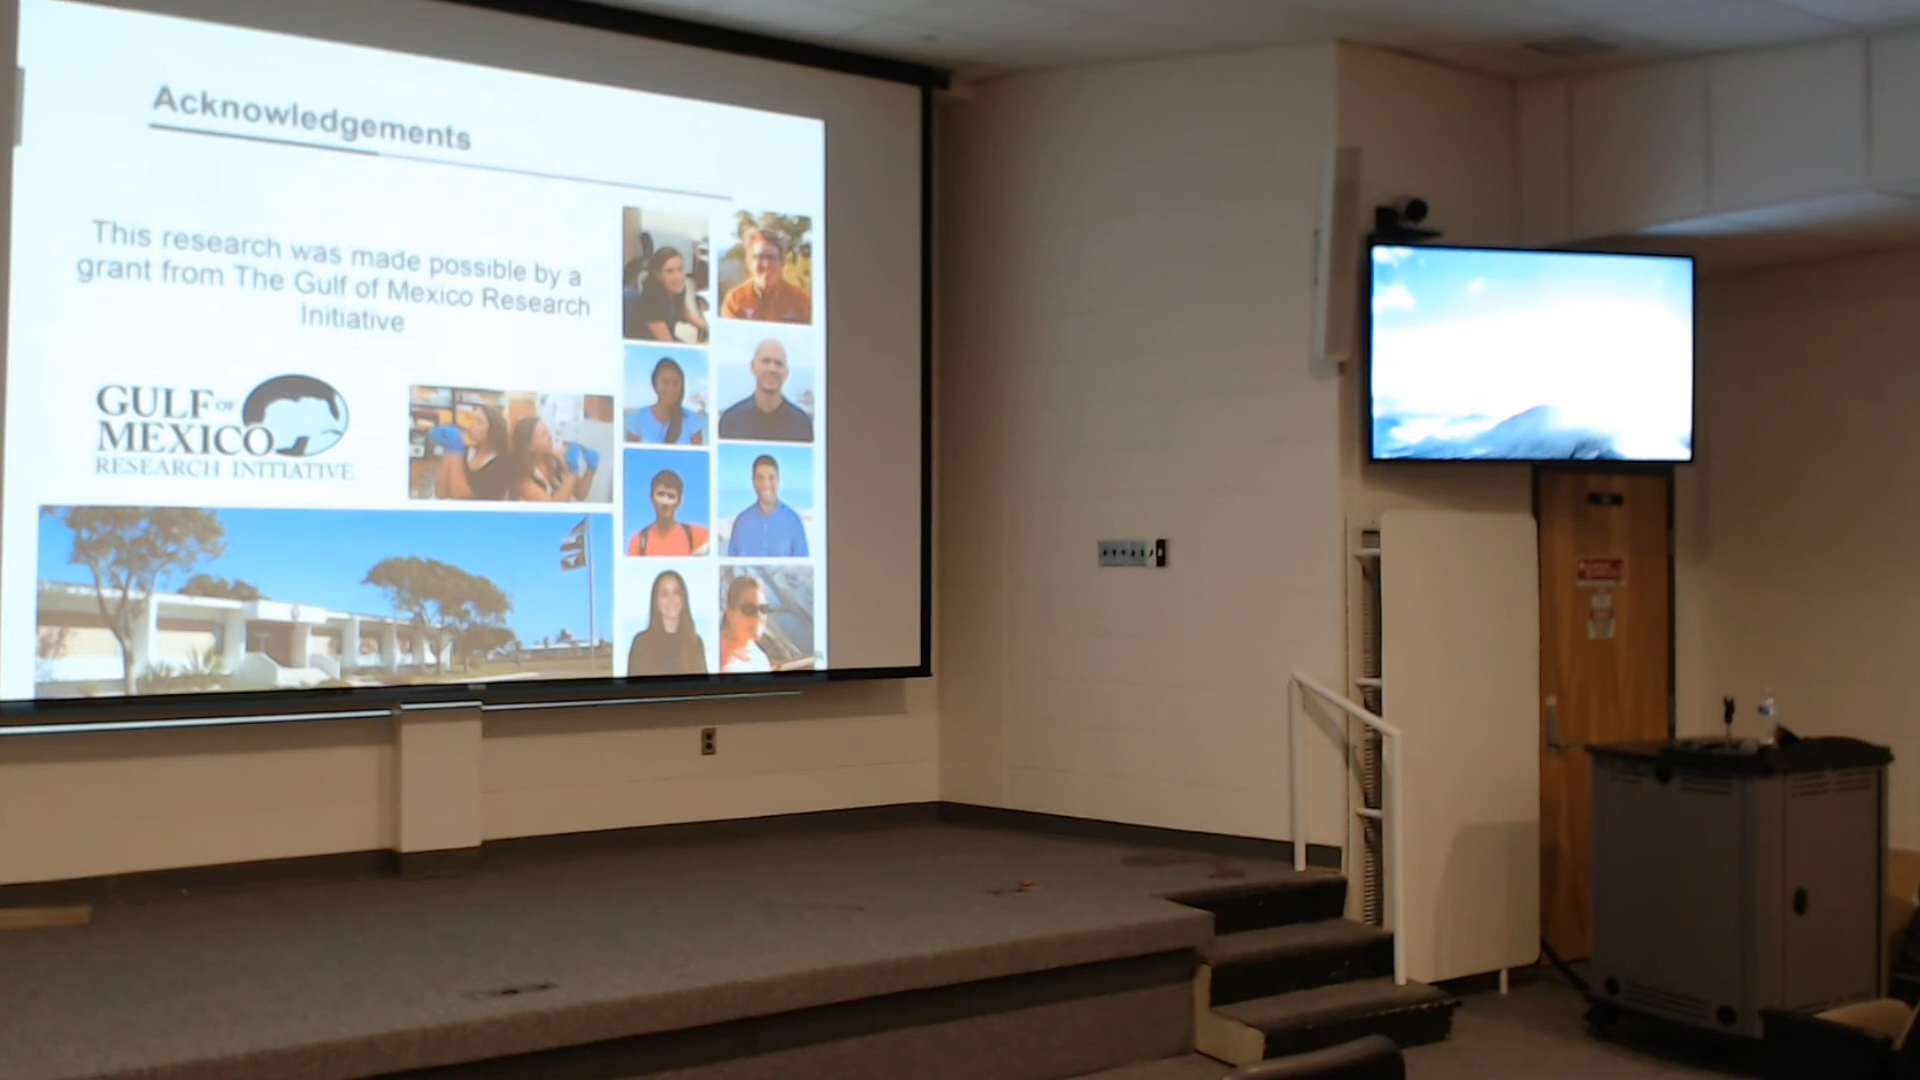 Acknowledgements
This research was made possible by a
grant from The Gulf of Mexico Research
Initiative
GULF OF
MEXICO
RESEARCH INITIATIVE